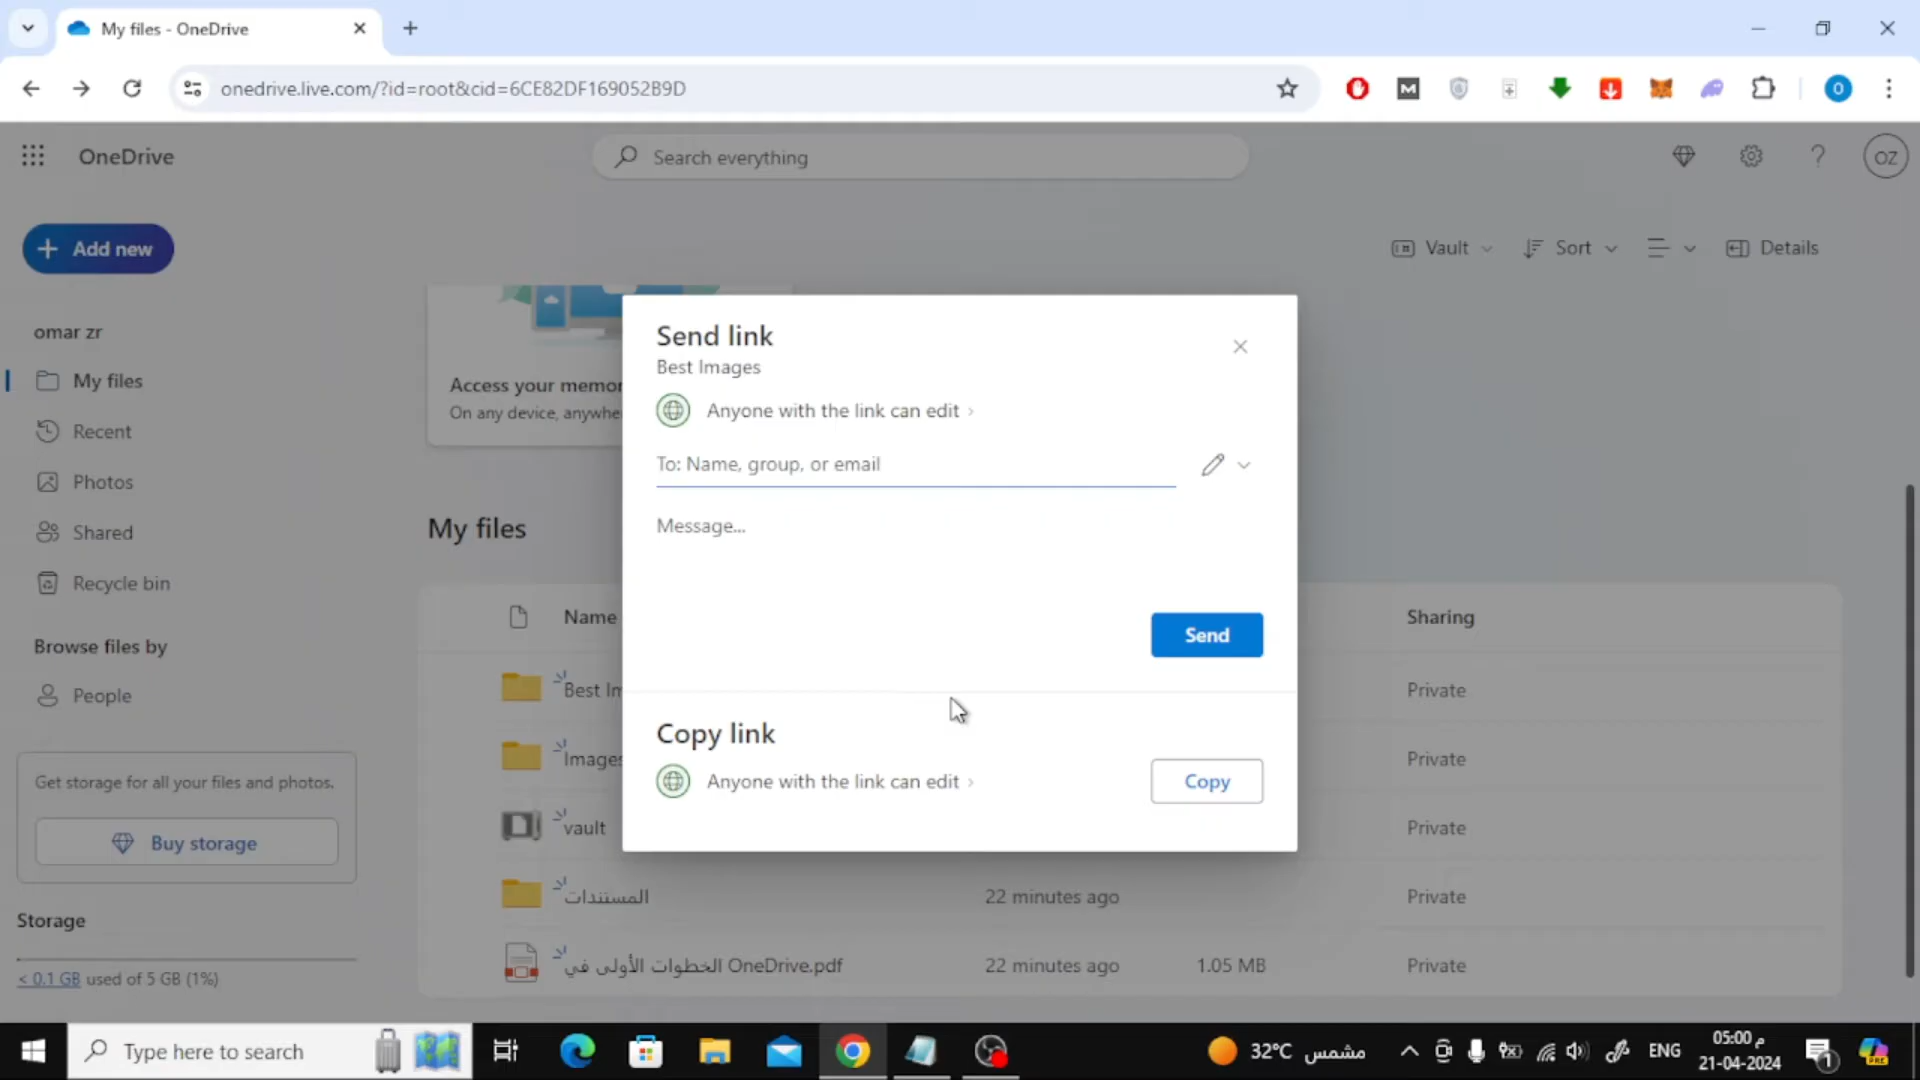 My files - OneDrive
onedrive.live.com/?id=root&cid=6CE82DF169052B9D
O
OneDrive
Search everything
OZ
Add new
Vault
Sort
Details
omar zr
My files
Recent
Photos
Shared
Recycle bin
Browse files by
People
Get storage for all your files and photos.
Buy storage
Storage
< 0.1 GB used of 5 GB (1%)
Access your memor
On any device, anywhe
My files
Name
Sharing
Best Im
Private
Images
Private
vault
Private
المستندات
22 minutes ago
Private
الخطوات الأولى في OneDrive.pdf
22 minutes ago
1.05 MB
Private
Send link
Best Images
Anyone with the link can edit
To: Name, group, or email
Message...
Send
Copy link
Anyone with the link can edit
Copy
Type here to search
32°C مشمس
ENG
05:00 م
21-04-2024
1
PRE